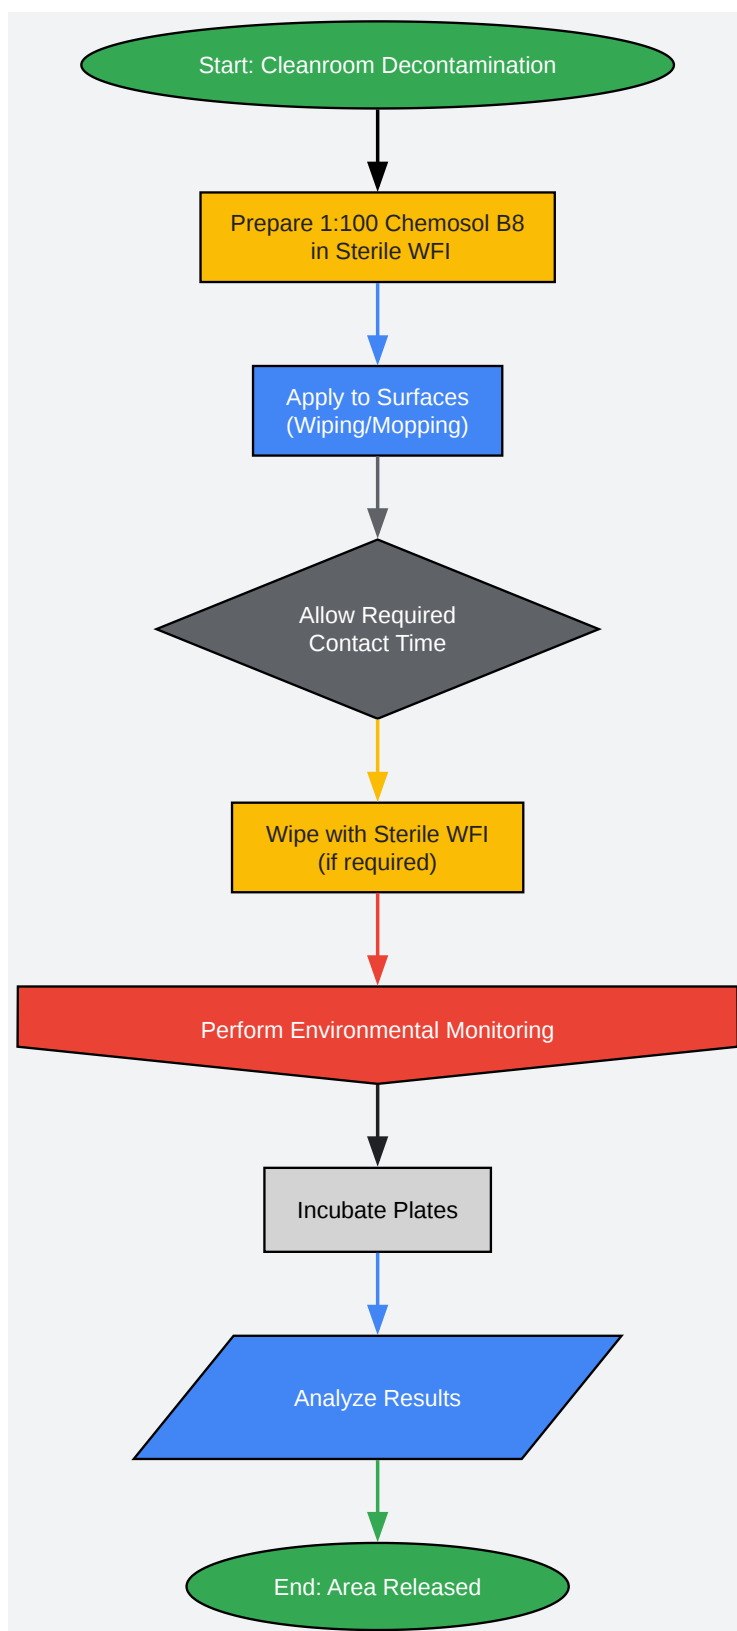 Start: Cleanroom Decontamination
Prepare 1:100 Chemosol B8
in Sterile WFI
Apply to Surfaces
(Wiping/Mopping)
Allow Required
Contact Time
Wipe with Sterile WFI
(if required)
Perform Environmental Monitoring
Incubate Plates
Analyze Results
End: Area Released